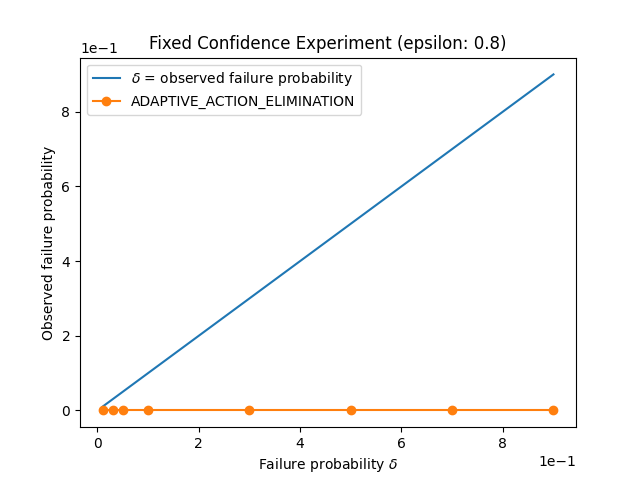 Fixed Confidence Experiment (epsilon: 0.8)
1e−1
δ = observed failure probability
ADAPTIVE_ACTION_ELIMINATION
Observed failure probability
8
6
4
2
0
0 2 4 6 8
1e−1
Failure probability δ